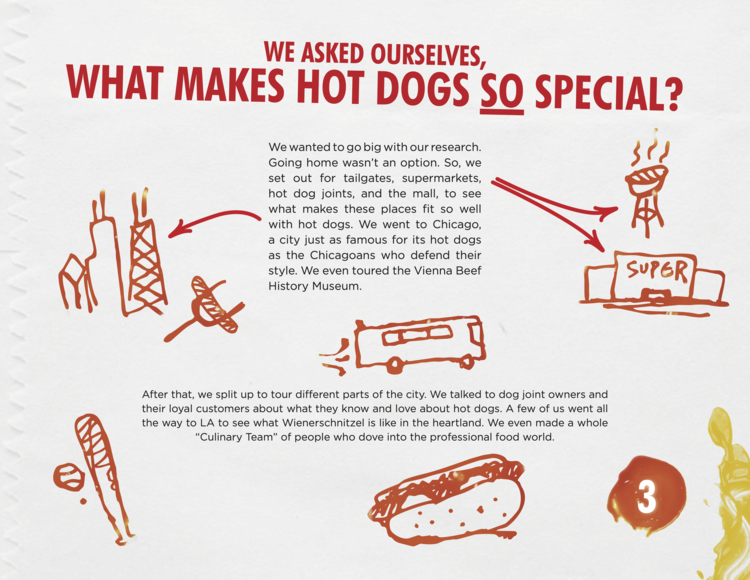 WE ASKED OURSELVES,
WHAT MAKES HOT DOGS SO SPECIAL?
We wanted to go big with our research.
Going home wasn't an option. So, we
set out for tailgates, supermarkets,
hot dog joints, and the mall, to see
what makes these places fit so well
with hot dogs. We went to Chicago,
a city just as famous for its hot dogs
as the Chicagoans who defend their
style. We even toured the Vienna Beef
History Museum.
SUPER
After that, we split up to tour different parts of the city. We talked to dog joint owners and
their loyal customers about what they know and love about hot dogs. A few of us went all
the way to LA to see what Wienerschnitzel is like in the heartland. We even made a whole
"Culinary Team" of people who dove into the professional food world.
3